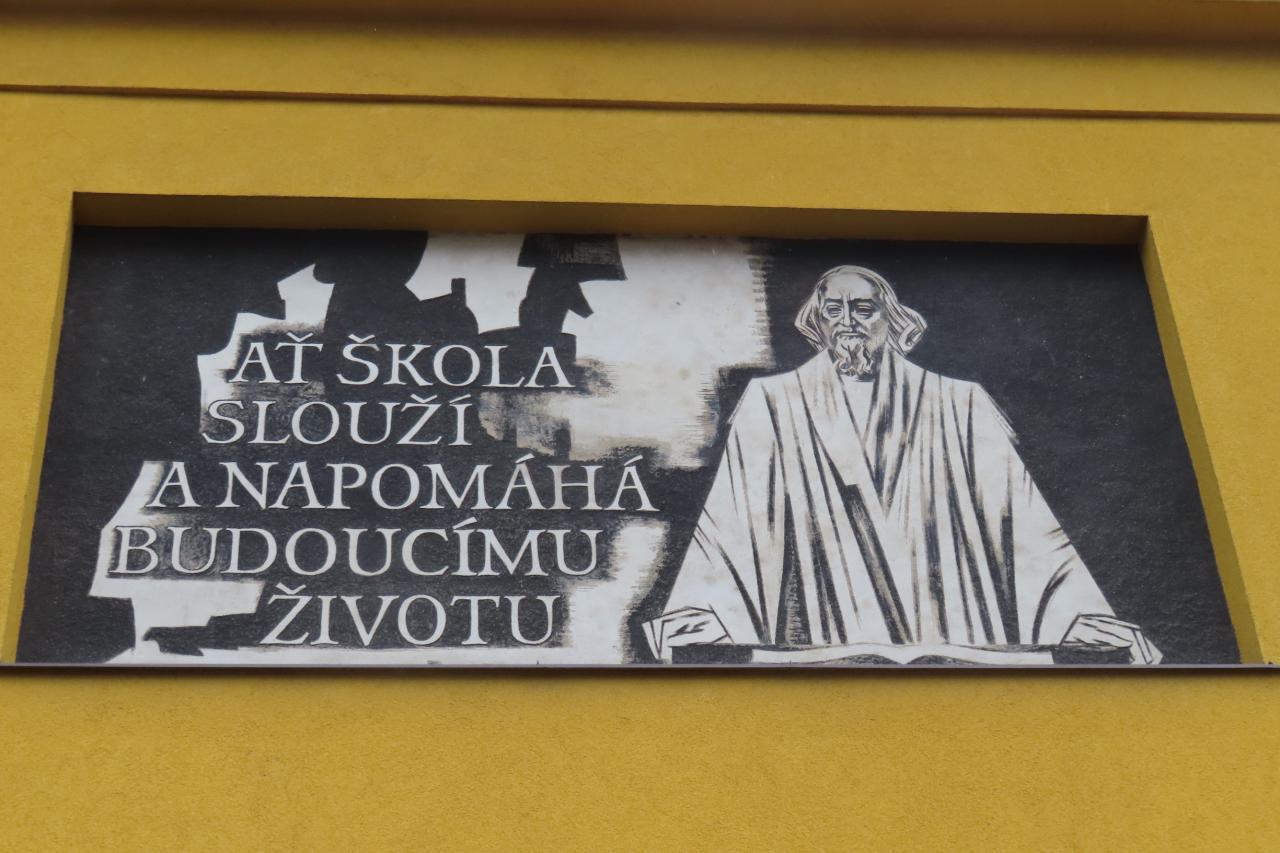 AŤ ŠKOLA
SLOUŽÍ
A NAPOMÁHÁ
BUDOUCÍMU
ŽIVOTU